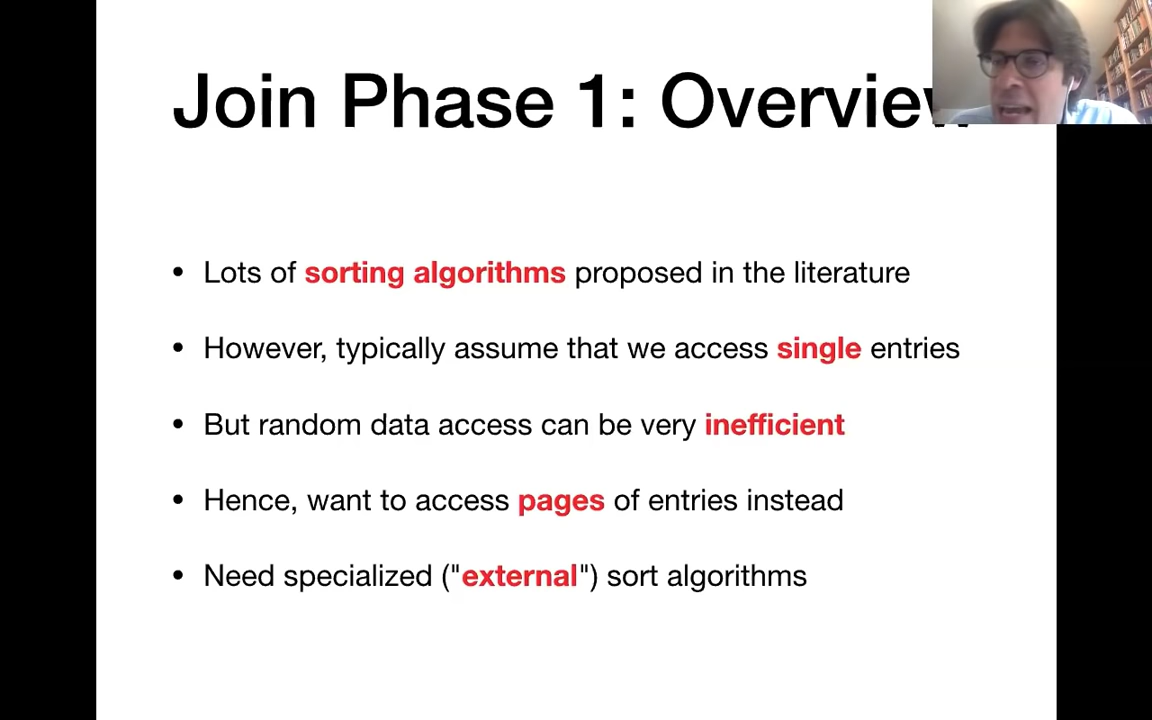 Join Phase 1: Overview
• Lots of sorting algorithms proposed in the literature
• However, typically assume that we access single entries
• But random data access can be very inefficient
• Hence, want to access pages of entries instead
• Need specialized ("external") sort algorithms